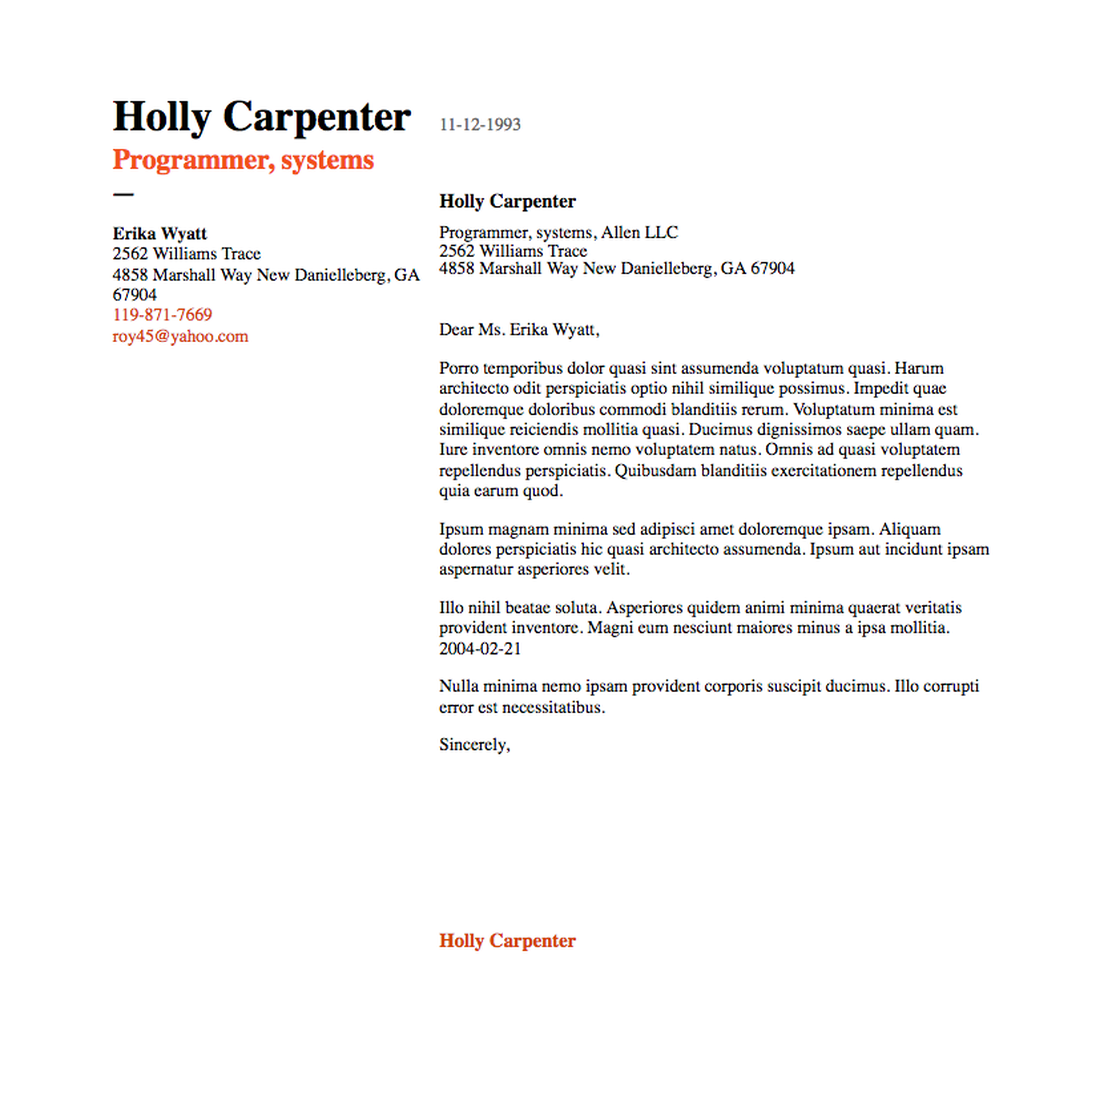 Holly Carpenter
Programmer, systems
—
Erika Wyatt
2562 Williams Trace
4858 Marshall Way New Danielleberg, GA
67904
119-871-7669
roy45@yahoo.com
11-12-1993
Holly Carpenter
Programmer, systems, Allen LLC
2562 Williams Trace
4858 Marshall Way New Danielleberg, GA 67904
Dear Ms. Erika Wyatt,
Porro temporibus dolor quasi sint assumenda voluptatum quasi. Harum
architecto odit perspiciatis optio nihil similique possimus. Impedit quae
doloremque doloribus commodi blanditiis rerum. Voluptatum minima est
similique reiciendis mollitia quasi. Ducimus dignissimos saepe ullam quam.
Iure inventore omnis nemo voluptatem natus. Omnis ad quasi voluptatem
repellendus perspiciatis. Quibusdam blanditiis exercitationem repellendus
quia earum quod.
Ipsum magnam minima sed adipisci amet doloremque ipsam. Aliquam
dolores perspiciatis hic quasi architecto assumenda. Ipsum aut incidunt ipsam
aspernatur asperiores velit.
Illo nihil beatae soluta. Asperiores quidem animi minima quaerat veritatis
provident inventore. Magni eum nesciunt maiores minus a ipsa mollitia.
2004-02-21
Nulla minima nemo ipsam provident corporis suscipit ducimus. Illo corrupti
error est necessitatibus.
Sincerely,
Holly Carpenter